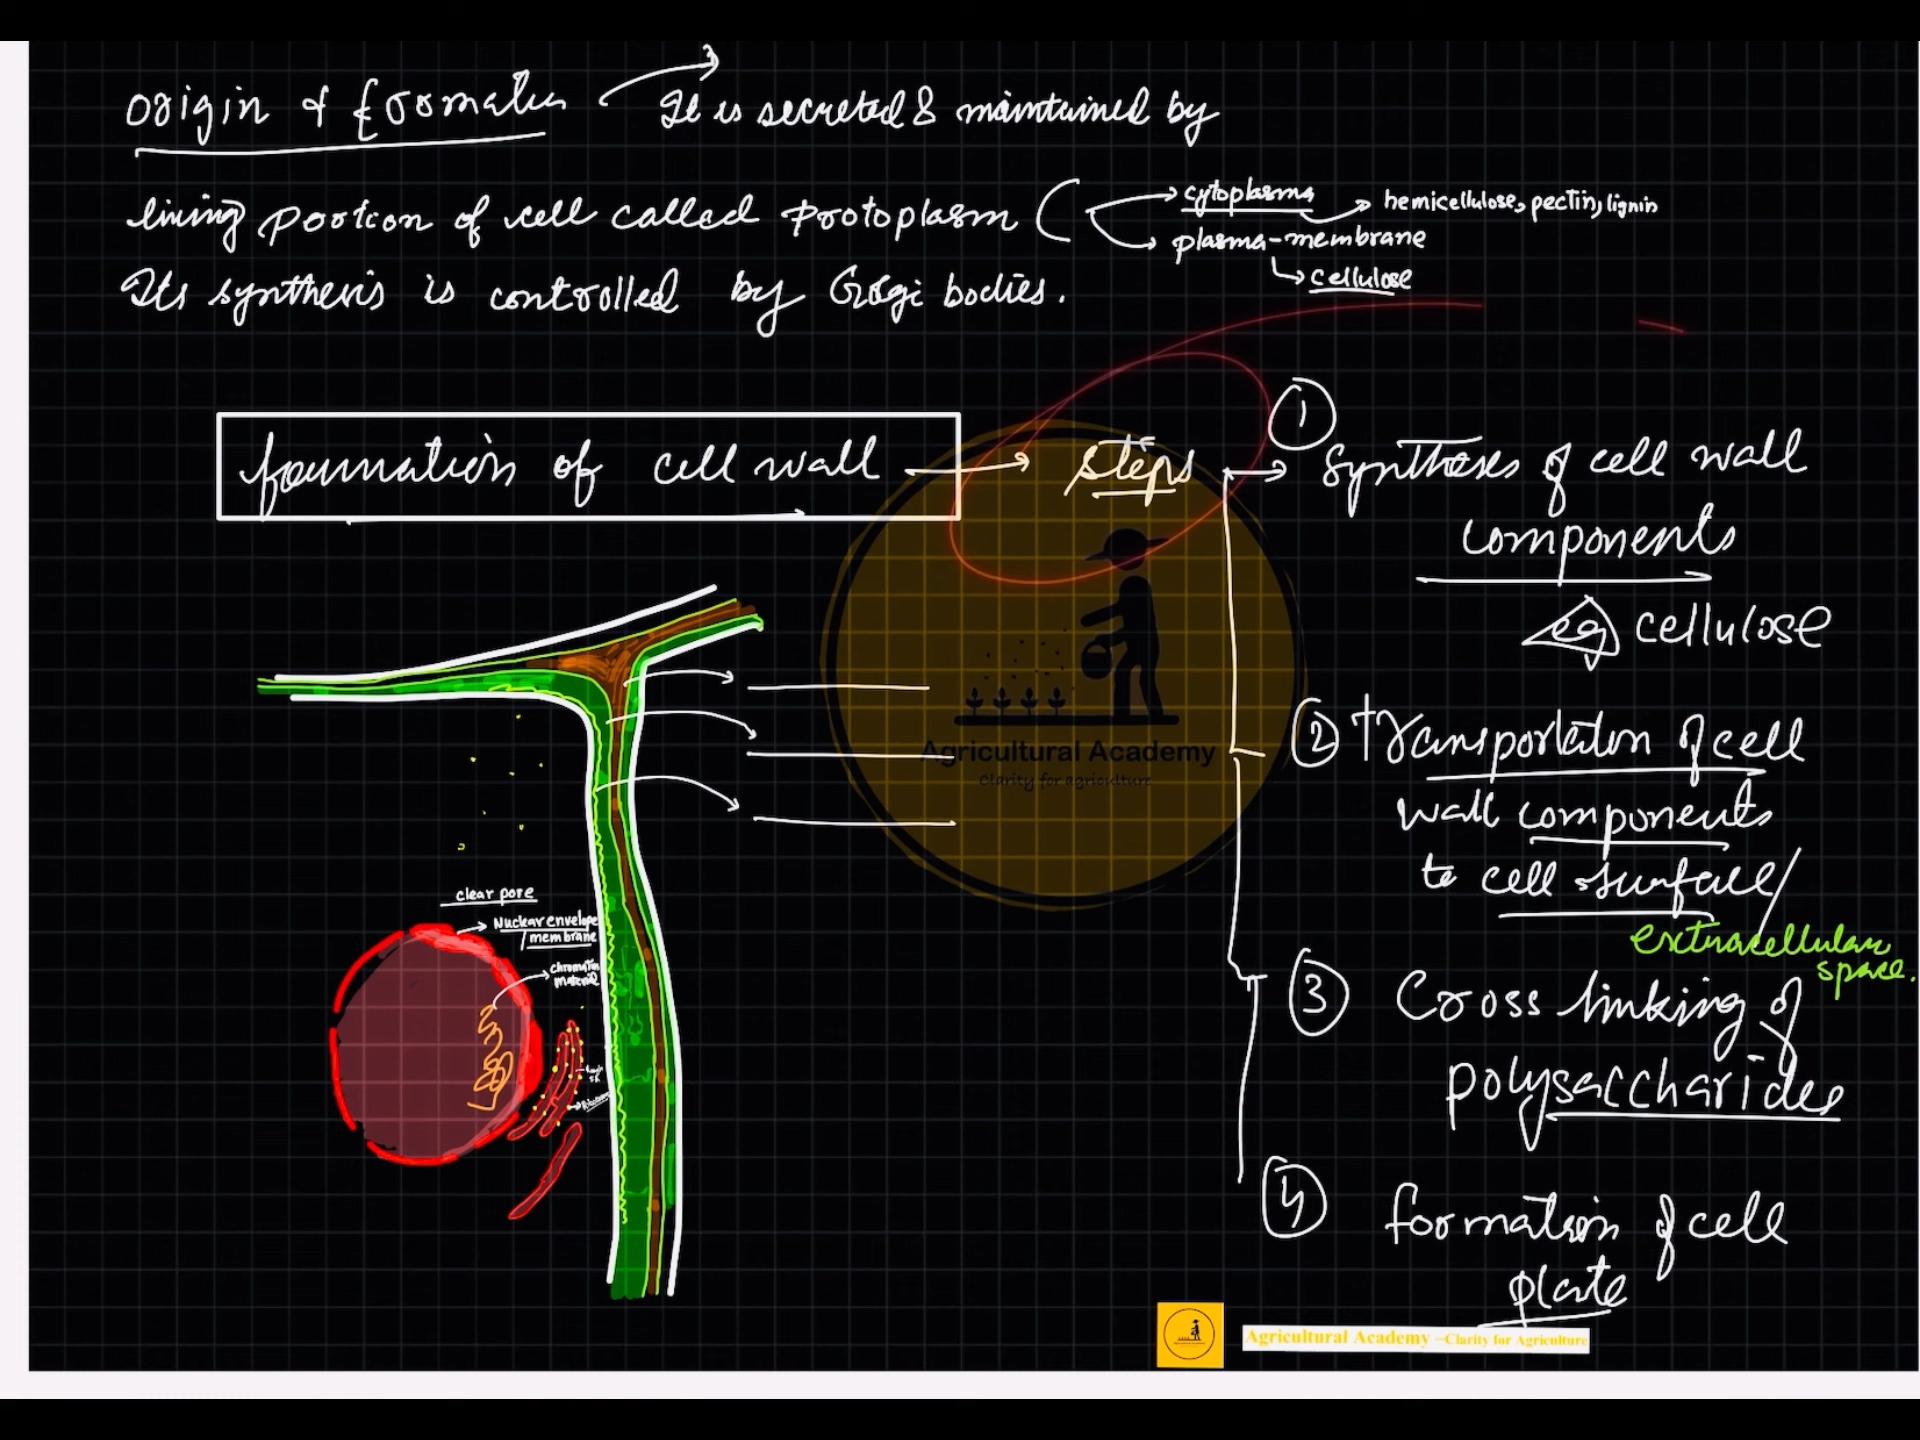 origin & formation → It is secreted & maintained by
living portion of cell called protoplasm
cytoplasma → hemicellulose, pectin, lignin
plasma-membrane
cellulose
Its synthesis is controlled by Golgi bodies.
formation of cell wall → steps
① Syntheses of cell wall
components
eg cellulose
② transportation of cell
wall components
to cell surface/
extracellular
space.
③ Cross linking of
polysaccharides
④ formation of cell
plate
clear pore
Nuclear envelope
/membrane
chromatin
material
Agricultural Academy
Clarity for agriculture
Agricultural Academy –Clarity for Agriculture